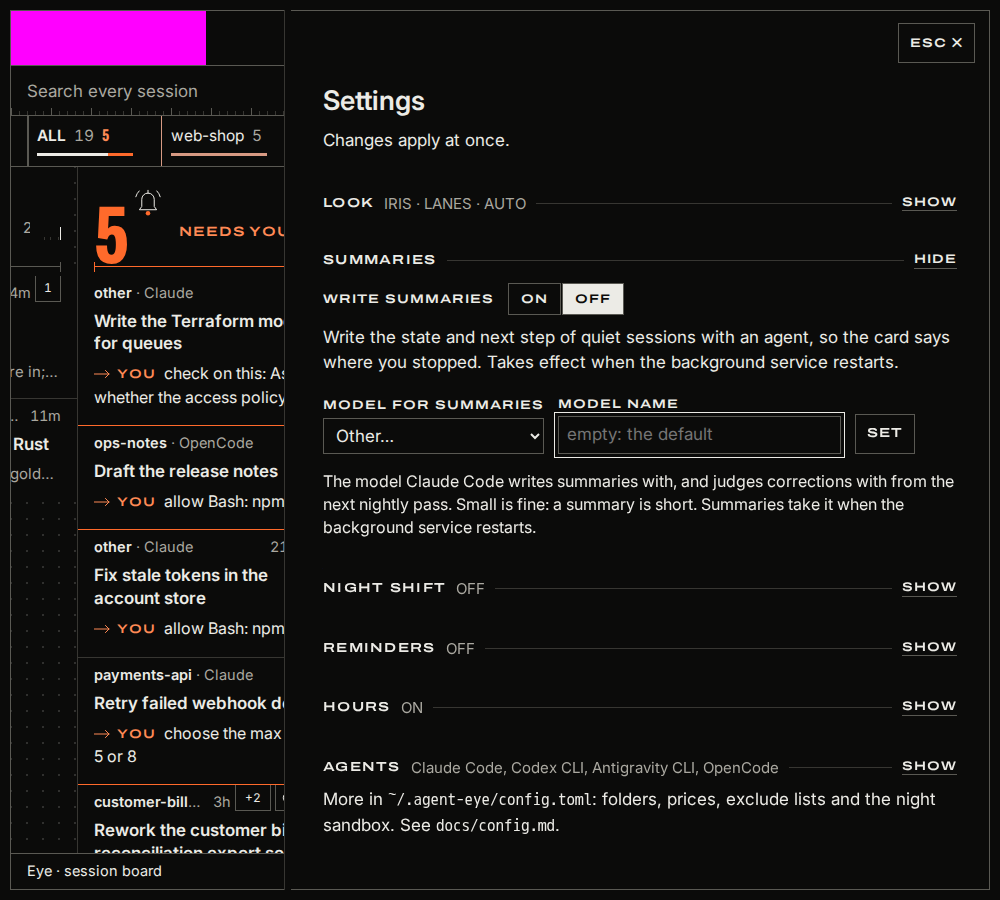 Search every session
ALL 19 5
web-shop 5
5
NEEDS YOU
other · Claude
Write the Terraform
for queues
→ YOU check on this:
whether the access policy
ops-notes · OpenCode
Draft the release notes
→ YOU allow Bash: npm
other · Claude
Fix stale tokens in the
account store
→ YOU allow Bash: npm
payments-api · Claude
Retry failed webhook
→ YOU choose the max
5 or 8
customer-bill... 3h +2
Rework the customer
4m 1
re in;...
.. 11m
Rust
gold...
Eye · session board
ESC ✕
Settings
Changes apply at once.
LOOK IRIS · LANES · AUTO SHOW
SUMMARIES HIDE
WRITE SUMMARIES ON OFF
Write the state and next step of quiet sessions with an agent, so the card says
where you stopped. Takes effect when the background service restarts.
MODEL FOR SUMMARIES MODEL NAME
Other... empty: the default SET
The model Claude Code writes summaries with, and judges corrections with from the
next nightly pass. Small is fine: a summary is short. Summaries take it when the
background service restarts.
NIGHT SHIFT OFF SHOW
REMINDERS OFF SHOW
HOURS ON SHOW
AGENTS Claude Code, Codex CLI, Antigravity CLI, OpenCode SHOW
More in ~/.agent-eye/config.toml: folders, prices, exclude lists and the night
sandbox. See docs/config.md.